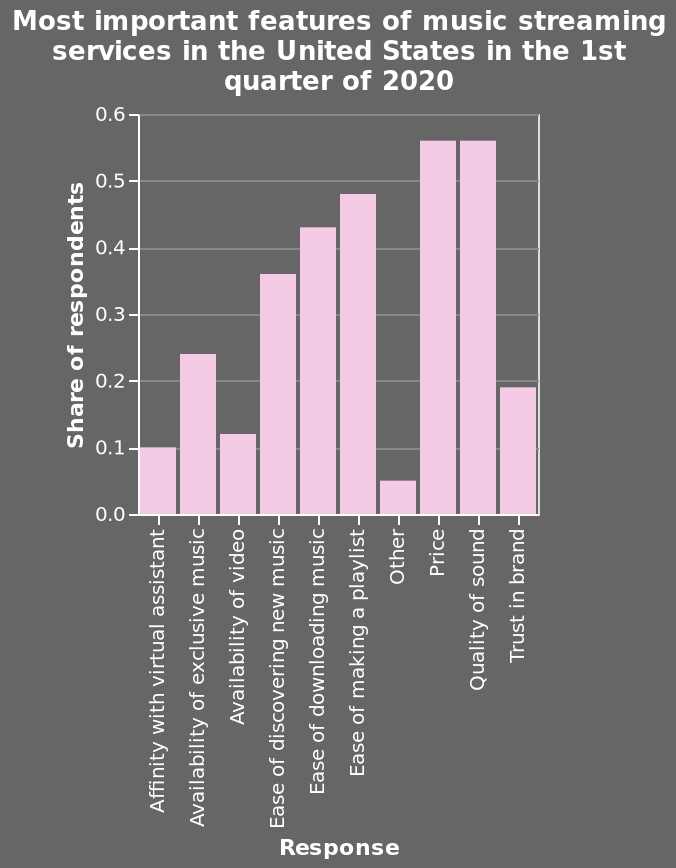 Most important features of music streaming
services in the United States in the 1st
quarter of 2020
Share of respondents
0.6
0.5
0.4
0.3
0.2
0.1
0.0
Affinity with virtual assistant
Availability of exclusive music
Availability of video
Ease of discovering new music
Ease of downloading music
Ease of making a playlist
Other
Price
Quality of sound
Trust in brand
Response